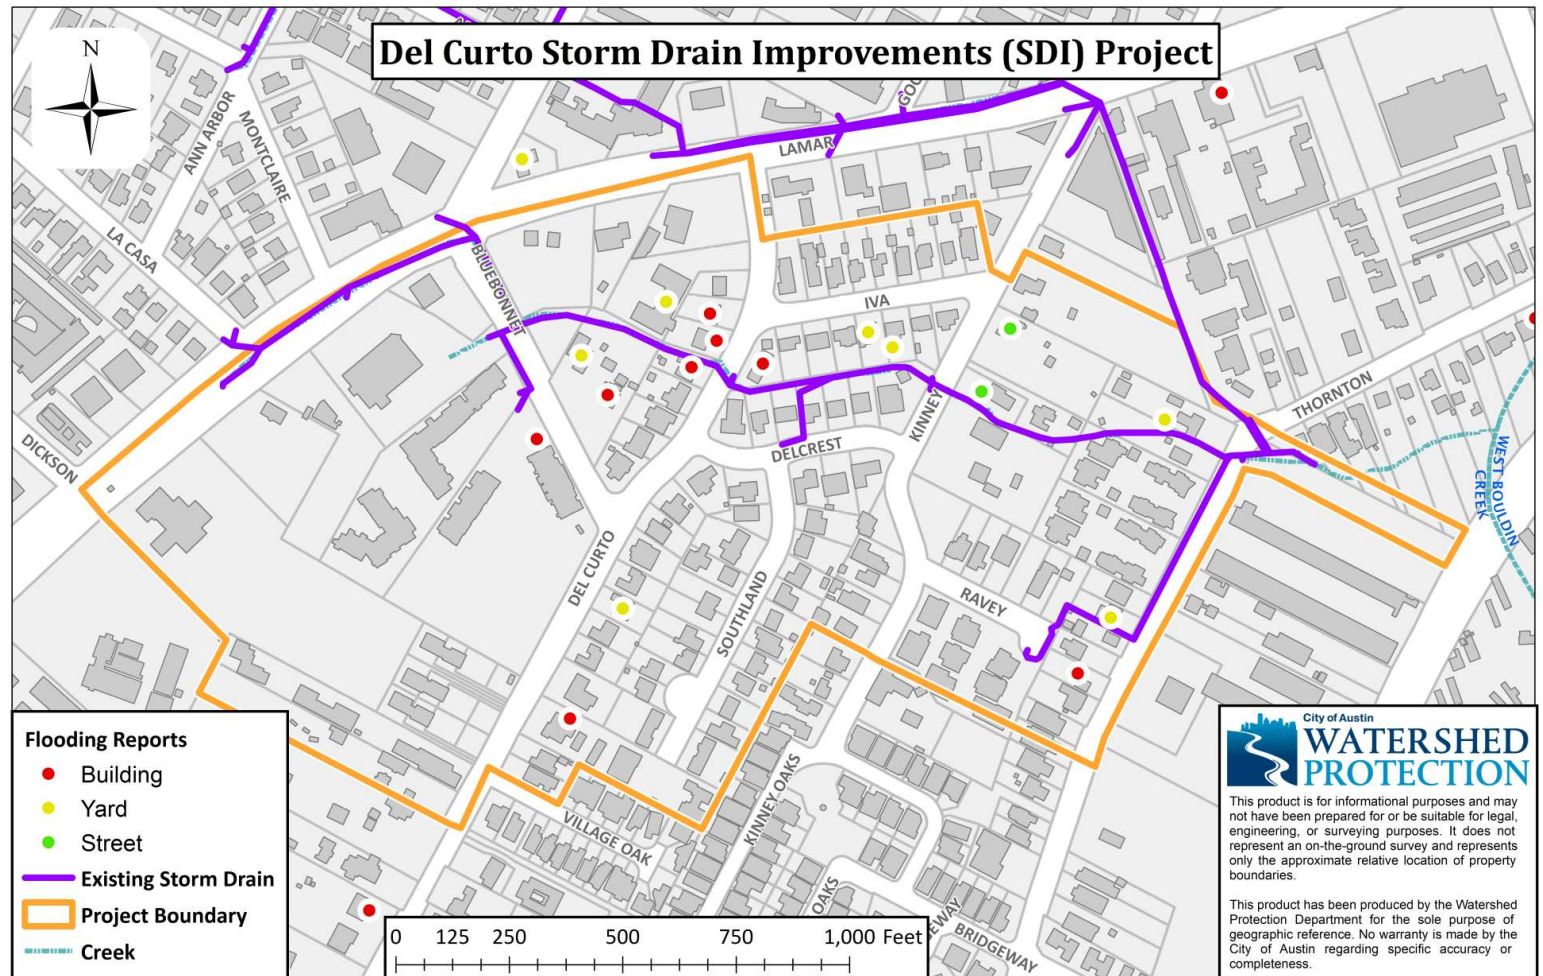 Del Curto Storm Drain Improvements (SDI) Project
N
ANN ARBOR
MONTCLAIRE
LA CASA
LAMAR
BLUEBONNET
IVA
KINNEY
THORNTON
DICKSON
DELCREST
WEST BOULDIN
CREEK
DEL CURTO
SOUTHLAND
RAVEY
KINNEY OAKS
VILLAGE OAK
OAKS
BRIDGEWAY
Flooding Reports
Building
Yard
Street
Existing Storm Drain
Project Boundary
Creek
0 125 250 500 750 1,000 Feet
City of Austin
WATERSHED
PROTECTION
This product is for informational purposes and may
not have been prepared for or be suitable for legal,
engineering, or surveying purposes. It does not
represent an on-the-ground survey and represents
only the approximate relative location of property
boundaries.
This product has been produced by the Watershed
Protection Department for the sole purpose of
geographic reference. No warranty is made by the
City of Austin regarding specific accuracy or
completeness.